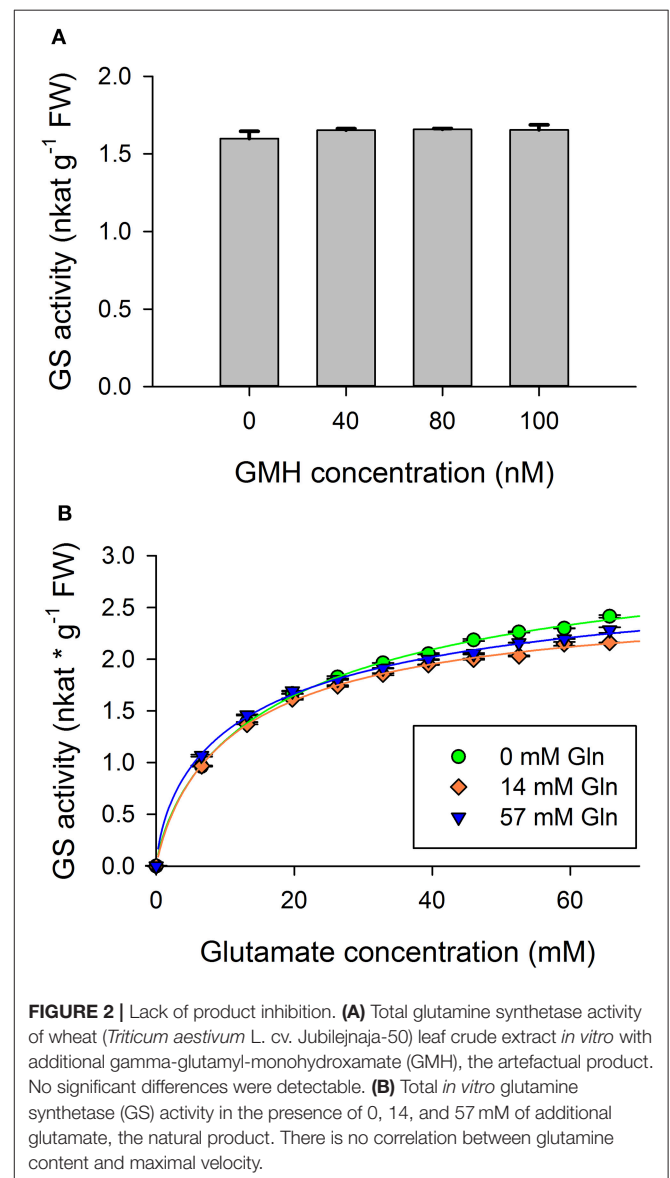 A
2.0
1.5
1.0
0.5
0.0
GS activity (nkat g⁻¹ FW)
0 40 80 100
GMH concentration (nM)
B
3.0
2.5
2.0
1.5
1.0
0.5
0.0
GS activity (nkat * g⁻¹ FW)
0 mM Gln
14 mM Gln
57 mM Gln
0 20 40 60
Glutamate concentration (mM)
FIGURE 2 | Lack of product inhibition. (A) Total glutamine synthetase activity
of wheat (Triticum aestivum L. cv. Jubilejnaja-50) leaf crude extract in vitro with
additional gamma-glutamyl-monohydroxamate (GMH), the artefactual product.
No significant differences were detectable. (B) Total in vitro glutamine
synthetase (GS) activity in the presence of 0, 14, and 57 mM of additional
glutamate, the natural product. There is no correlation between glutamine
content and maximal velocity.